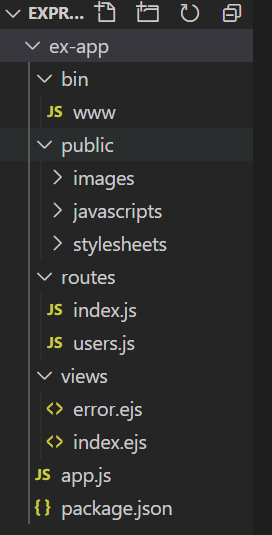 EXPR...
ex-app
bin
JS www
public
images
javascripts
stylesheets
routes
JS index.js
JS users.js
views
<> error.ejs
<> index.ejs
JS app.js
{ } package.json